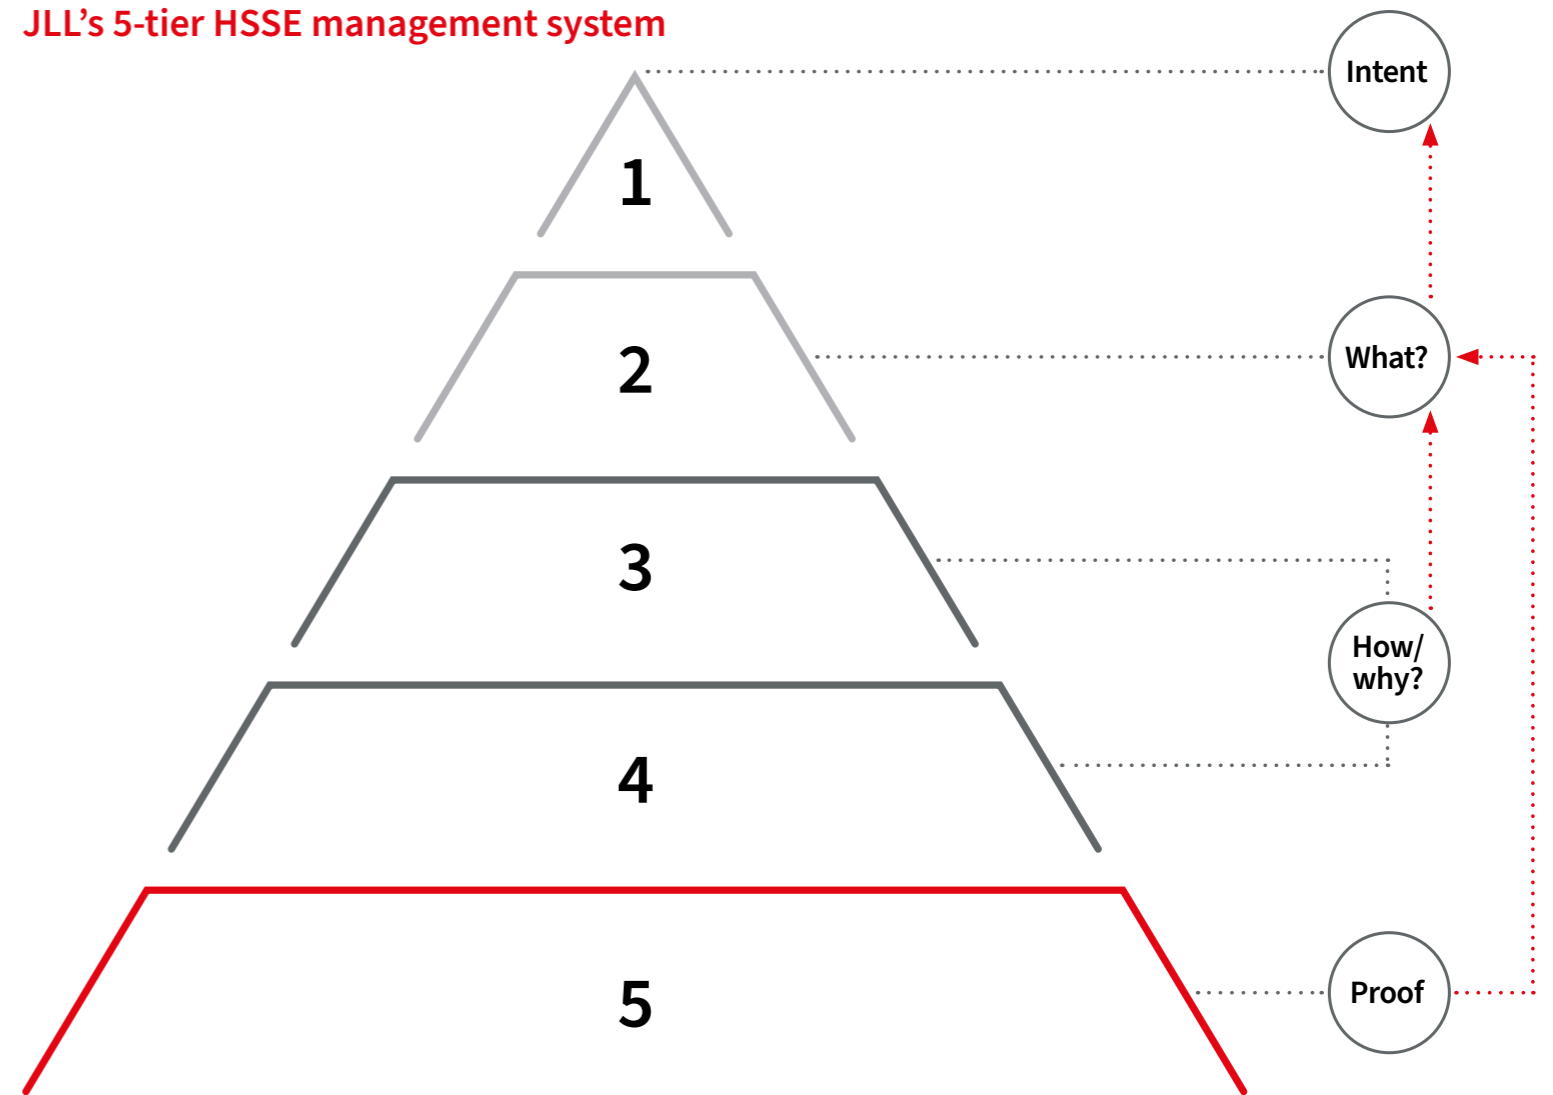 JLL’s 5-tier HSSE management system
Intent
1
2
What?
3
How/
why?
4
5
Proof